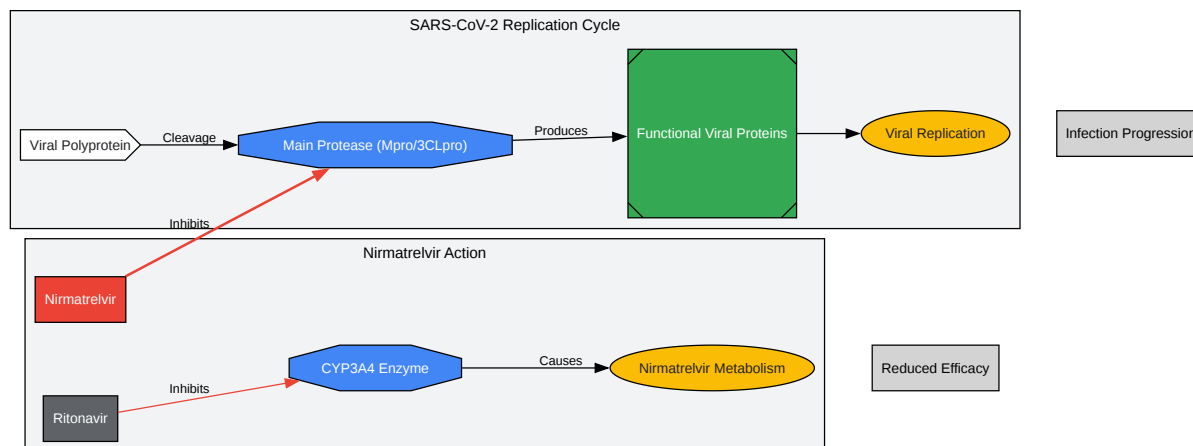 SARS-CoV-2 Replication Cycle
Viral Polyprotein
Cleavage
Main Protease (Mpro/3CLpro)
Produces
Functional Viral Proteins
Viral Replication
Infection Progression
Inhibits
Nirmatrelvir Action
Nirmatrelvir
CYP3A4 Enzyme
Causes
Nirmatrelvir Metabolism
Reduced Efficacy
Inhibits
Ritonavir